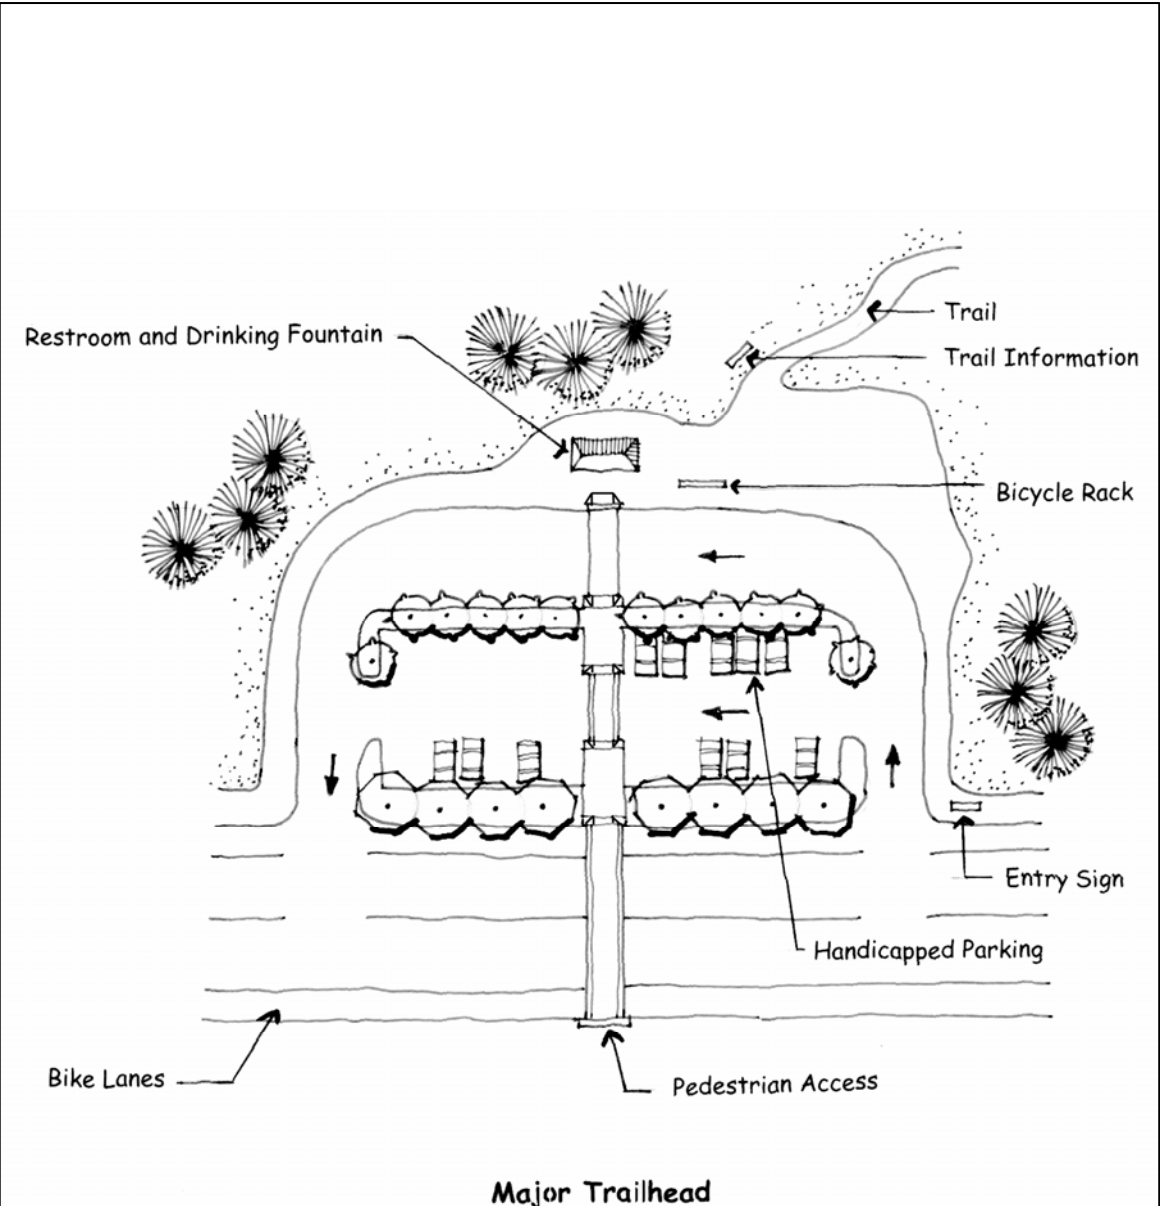 Trail
Restroom and Drinking Fountain
Trail Information
Bicycle Rack
Entry Sign
Handicapped Parking
Bike Lanes
Pedestrian Access
Major Trailhead